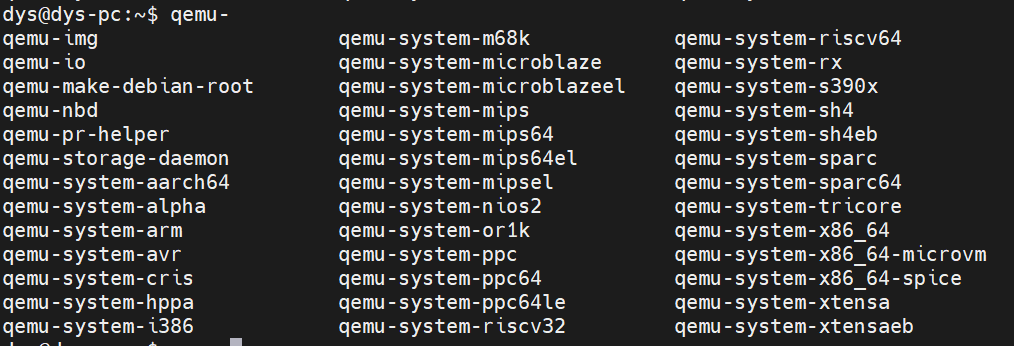 dys@dys-pc:~$ qemu-
qemu-img qemu-system-m68k qemu-system-riscv64
qemu-io qemu-system-microblaze qemu-system-rx
qemu-make-debian-root qemu-system-microblazeel qemu-system-s390x
qemu-nbd qemu-system-mips qemu-system-sh4
qemu-pr-helper qemu-system-mips64 qemu-system-sh4eb
qemu-storage-daemon qemu-system-mips64el qemu-system-sparc
qemu-system-aarch64 qemu-system-mipsel qemu-system-sparc64
qemu-system-alpha qemu-system-nios2 qemu-system-tricore
qemu-system-arm qemu-system-or1k qemu-system-x86_64
qemu-system-avr qemu-system-ppc qemu-system-x86_64-microvm
qemu-system-cris qemu-system-ppc64 qemu-system-x86_64-spice
qemu-system-hppa qemu-system-ppc64le qemu-system-xtensa
qemu-system-i386 qemu-system-riscv32 qemu-system-xtensaeb